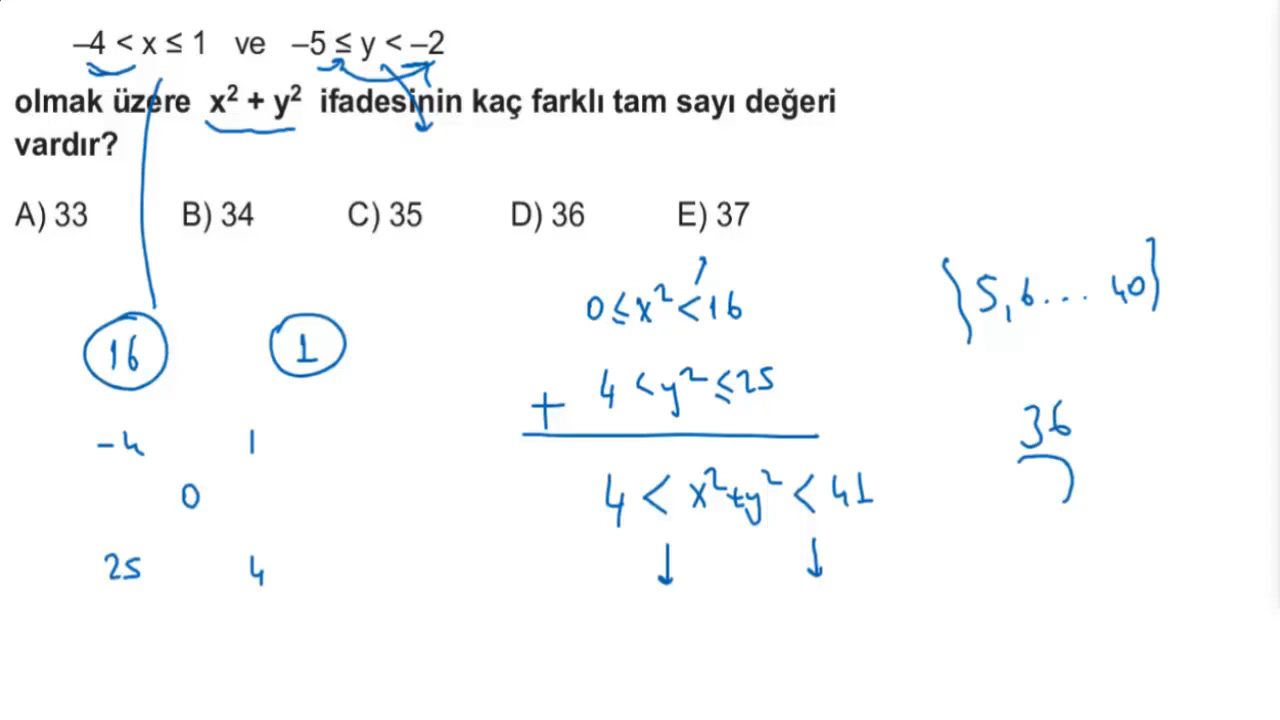 –4 < x ≤ 1 ve –5 ≤ y < –2
olmak üzere x² + y² ifadesinin kaç farklı tam sayı değeri
vardır?
A) 33 B) 34 C) 35 D) 36 E) 37
16 1
-4 1
0
25 4
0 ≤ x² < 16
+ 4 < y² ≤ 25
4 < x² + y² < 41
{5, 6 ... 40}
36